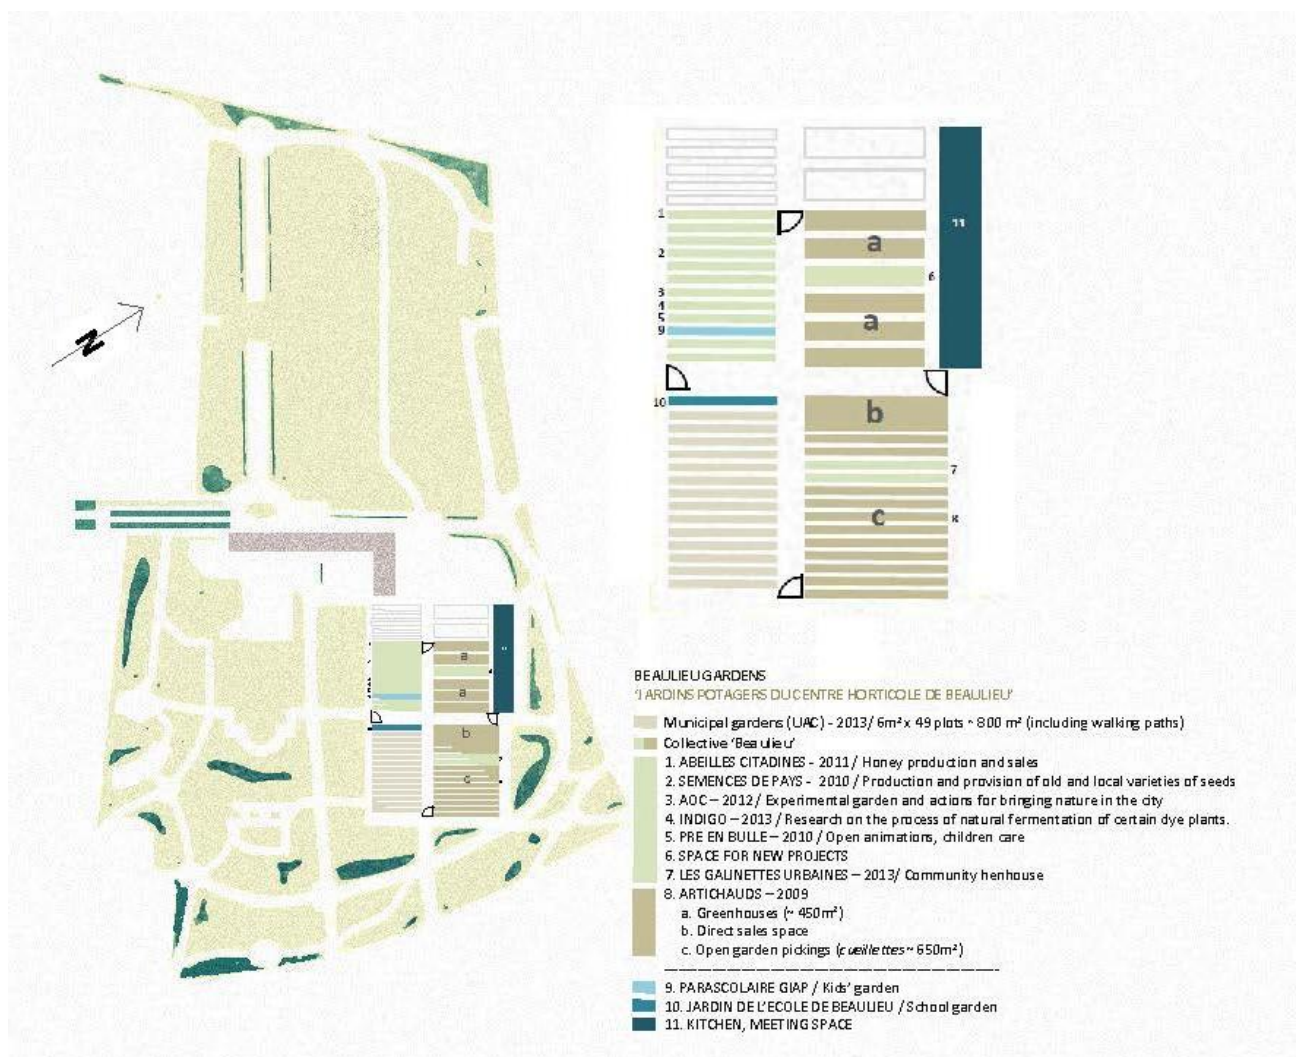 N
1
2
3
4
5
9
10
a
6
a
11
b
7
c
8
a
a
b
c
BEAULIEU GARDENS
'JARDINS POTAGERS DU CENTRE HORTICOLE DE BEAULIEU'
Municipal gardens (UAC) - 2013/ 6m² x 49 plots ~ 800 m² (including walking paths)
Collective 'Beaulieu'
1. ABEILLES CITADINES - 2011 / Honey production and sales
2. SEMENCES DE PAYS - 2010 / Production and provision of old and local varieties of seeds
3. AOC – 2012 / Experimental garden and actions for bringing nature in the city
4. INDIGO – 2013 / Research on the process of natural fermentation of certain dye plants.
5. PRE EN BULLE – 2010 / Open animations, children care
6. SPACE FOR NEW PROJECTS
7. LES GAUNETTES URBAINES – 2013/ Community henhouse
8. ARTICHAUDS – 2009
a. Greenhouses (~ 450m²)
b. Direct sales space
c. Open garden pickings (cueillettes ~ 650m²)
9. PARASCOLAIRE GIAP / Kids' garden
10. JARDIN DE L'ECOLE DE BEAULIEU / School garden
11. KITCHEN, MEETING SPACE